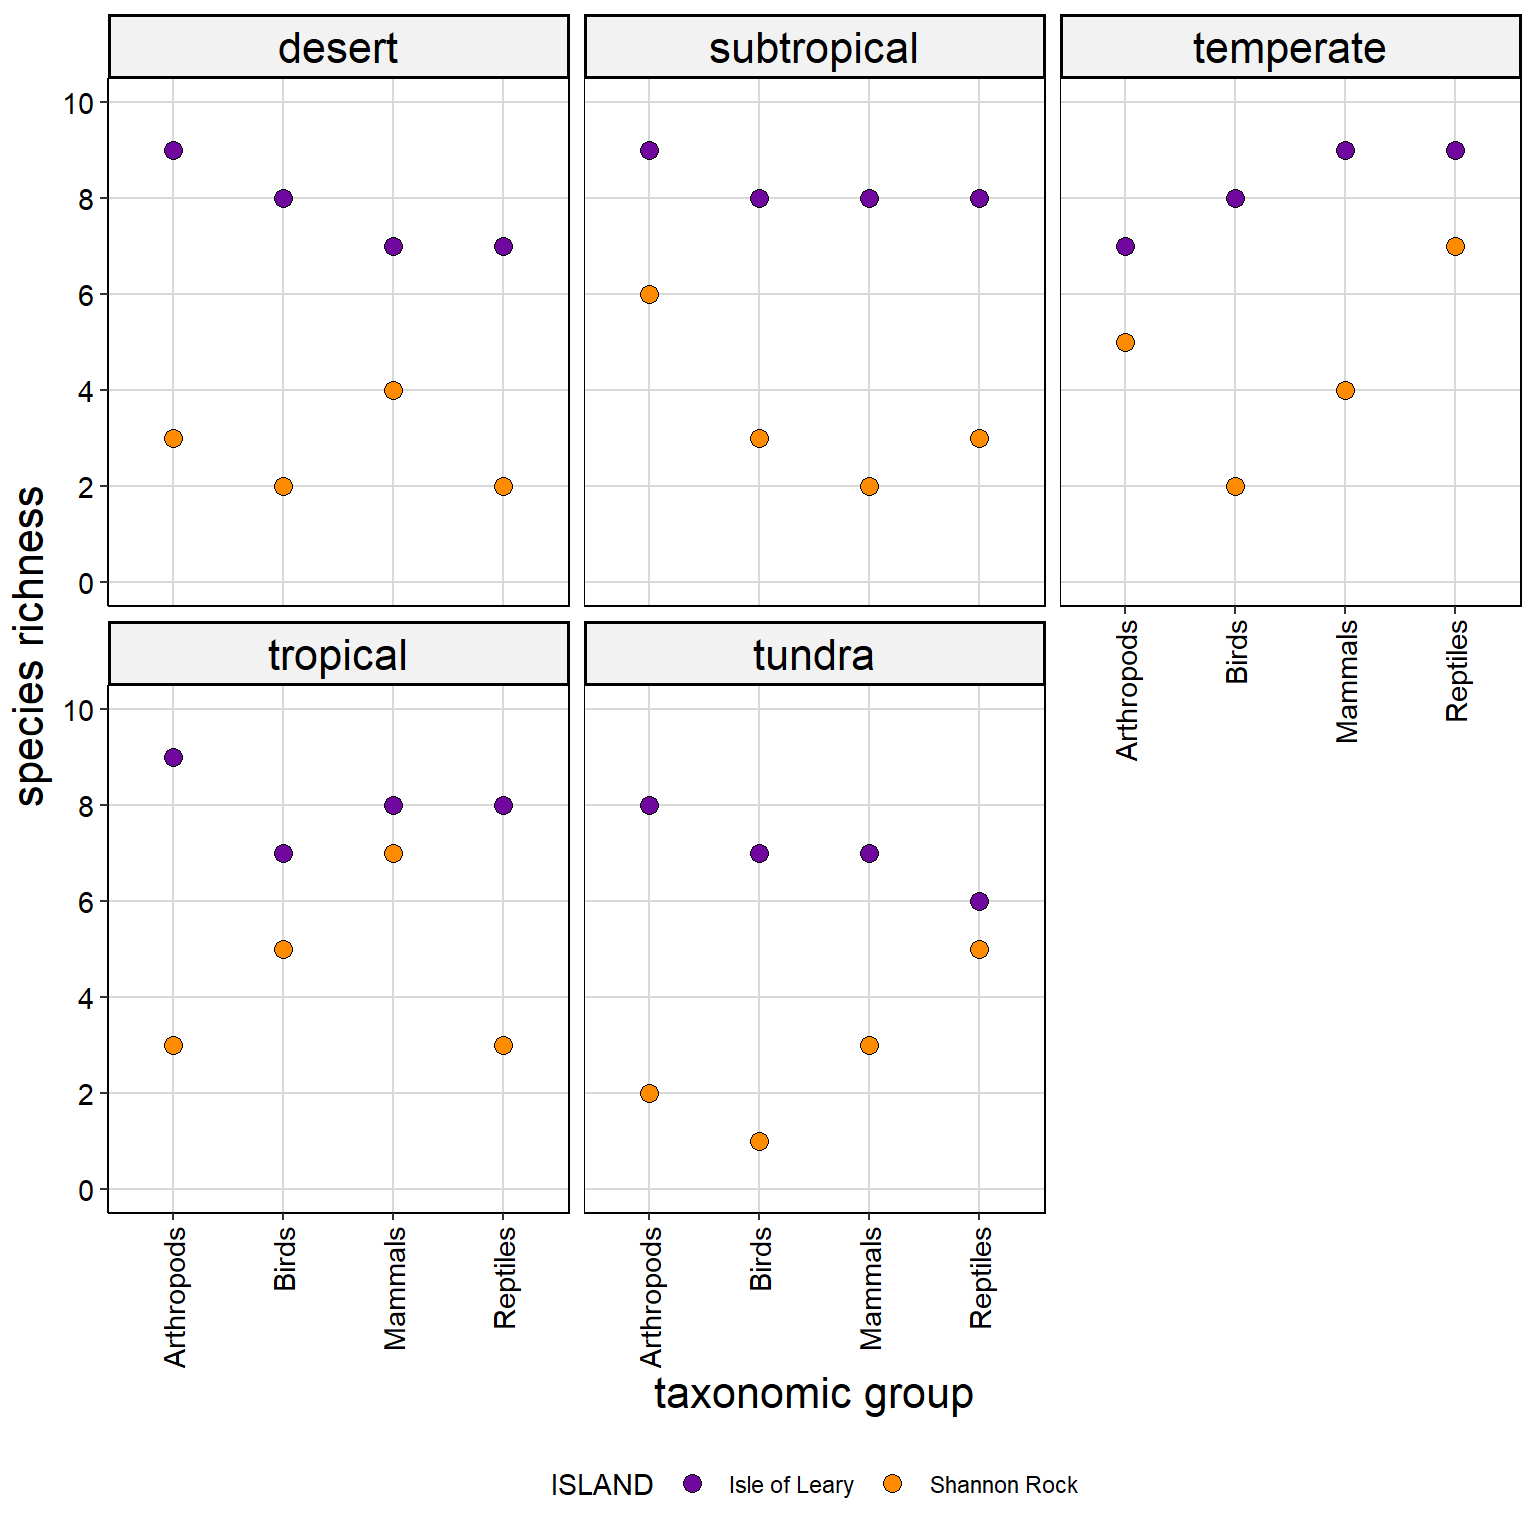 desert
subtropical
temperate
species richness
10
8
6
4
2
0
Arthropods
Birds
Mammals
Reptiles
tropical
tundra
10
8
6
4
2
0
Arthropods
Birds
Mammals
Reptiles
Arthropods
Birds
Mammals
Reptiles
taxonomic group
ISLAND Isle of Leary Shannon Rock